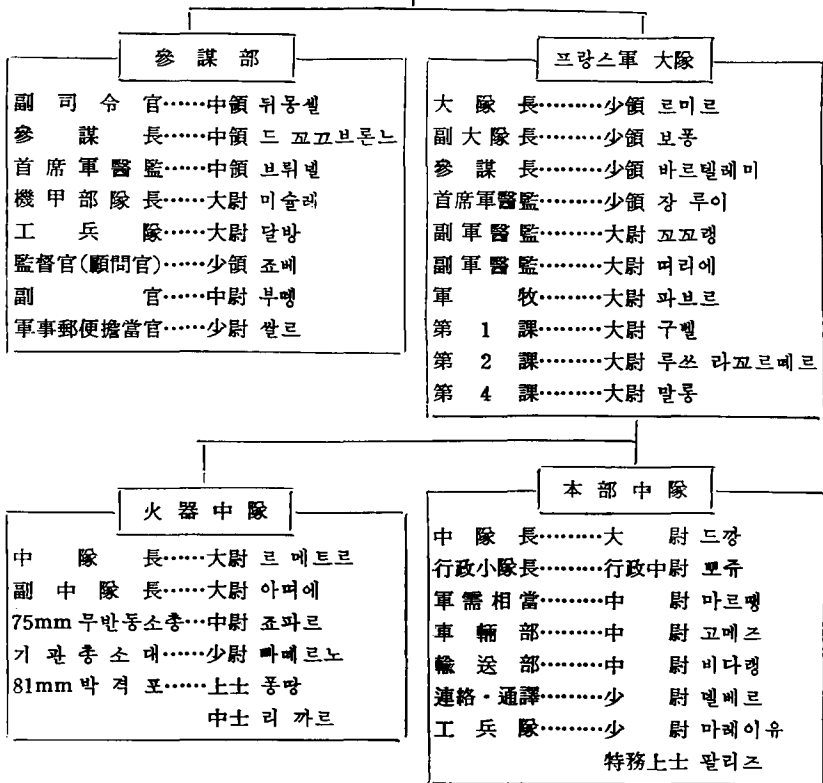 參謀部
副司令官……中領 뒤몽셀
參謀長……中領 드 꼬끄브론느
首席軍醫監……中領 브뤼넬
機甲部隊長……大尉 미슐레
工兵隊……大尉 달방
監督官(顧問官)……少領 죠베
副官……中尉 부뗑
軍事郵便擔當官……少尉 쌀르
프랑스軍 大隊
大隊長………少領 르미르
副大隊長………少領 보퐁
參謀長………少領 바르텔레미
首席軍醫監………少領 장 루이
副軍醫監………大尉 꼬꼬랭
副軍醫監………大尉 떠리에
軍牧………大尉 파브르
第1課………大尉 구벨
第2課………大尉 루쓰 라꼬르메르
第4課………大尉 말롱
火器中隊
中隊長……大尉 르 메트르
副中隊長……大尉 아며에
75mm 무반동소총…中尉 죠파르
기관총소대……少尉 빠메르노
81mm 박격포……上士 퐁땅
中士 리 까르
本部中隊
中隊長………大尉 드깡
行政小隊長………行政中尉 뽀쥬
軍需相當………中尉 마르뗑
車輛部………中尉 고메즈
輸送部………中尉 비다랭
連絡・通譯………少尉 델베르
工兵隊………少尉 마레이유
特務上士 팔리즈